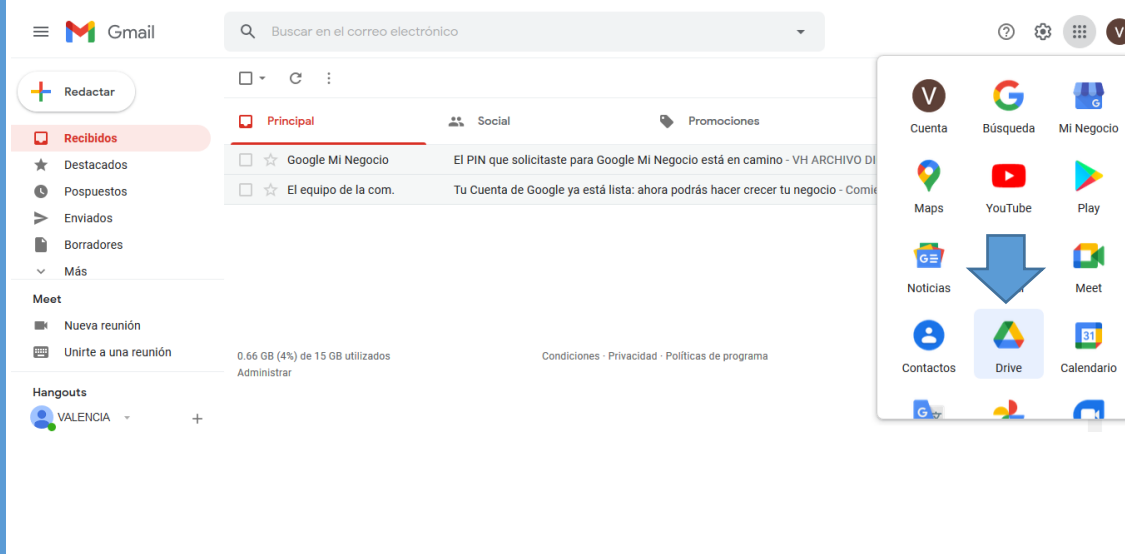 Gmail
Buscar en el correo electrónico
V
Redactar
Recibidos
Destacados
Pospuestos
Enviados
Borradores
Más
Meet
Nueva reunión
Unirte a una reunión
Hangouts
VALENCIA
+
Principal
Social
Promociones
Google Mi Negocio El PIN que solicitaste para Google Mi Negocio está en camino - VH ARCHIVO DI
El equipo de la com. Tu Cuenta de Google ya está lista: ahora podrás hacer crecer tu negocio - Comie
0.66 GB (4%) de 15 GB utilizados
Administrar
Condiciones · Privacidad · Políticas de programa
V G G
Cuenta Búsqueda Mi Negocio
Maps YouTube Play
GE
Noticias Meet
31
Contactos Drive Calendario
G